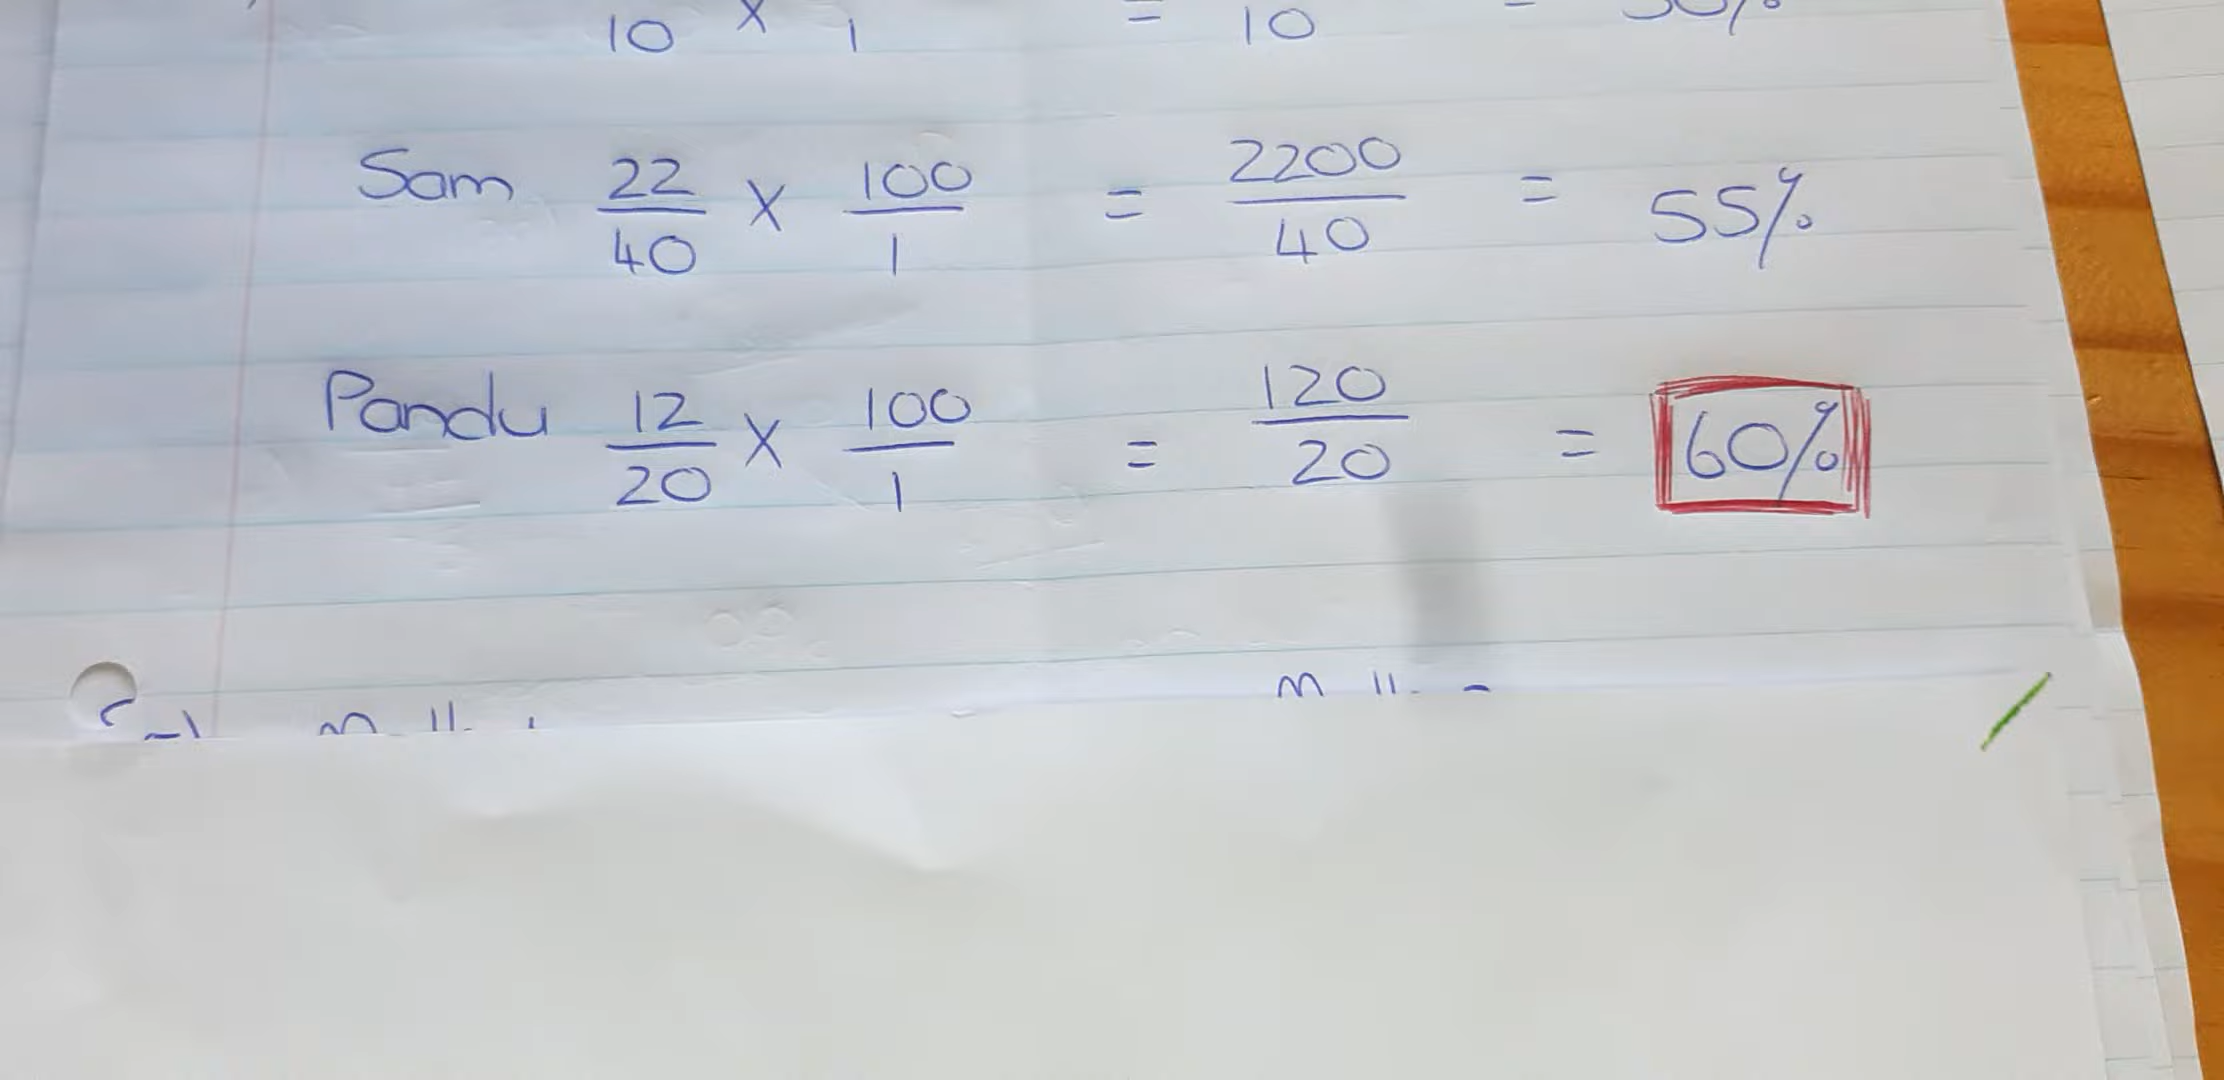 10 × 1 = 10 =
Sam 22/40 × 100/1 = 2200/40 = 55%
Pandu 12/20 × 100/1 = 120/20 = 60%